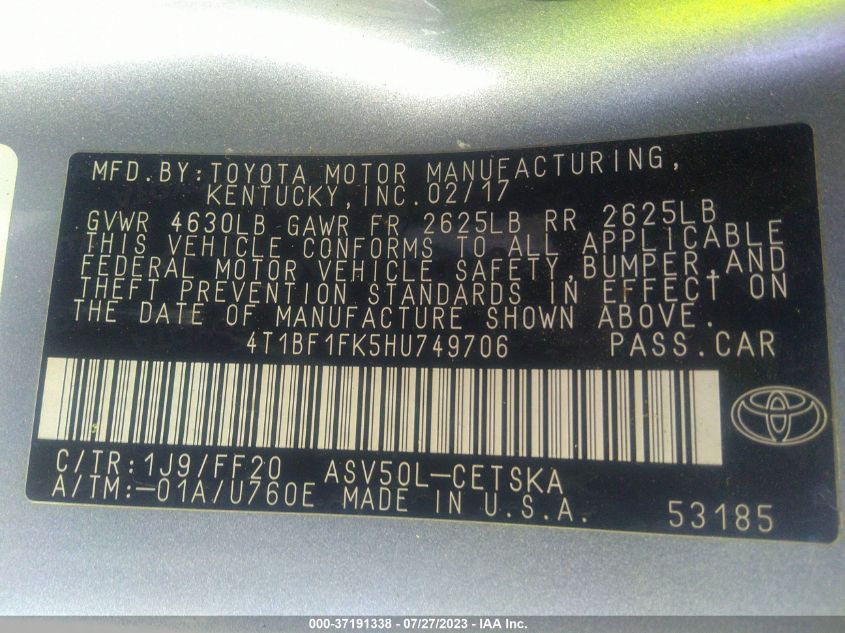 MFD. BY: TOYOTA MOTOR MANUFACTURING,
KENTUCKY, INC. 02/17
GVWR 4630LB GAWR FR 2625LB RR 2625LB
THIS VEHICLE CONFORMS TO ALL APPLICABLE
FEDERAL MOTOR VEHICLE SAFETY, BUMPER, AND
THEFT PREVENTION STANDARDS IN EFFECT ON
THE DATE OF MANUFACTURE SHOWN ABOVE.
4T1BF1FK5HU749706 PASS. CAR
C/TR: 1J9/FF20 ASV50L-CETSKA
A/TM: -01A/U760E MADE IN U.S.A. 53185
000-37191338 - 07/27/2023 - IAA Inc.